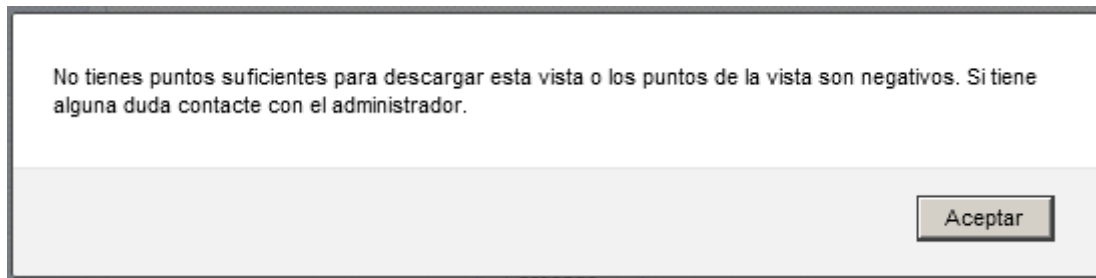 No tienes puntos suficientes para descargar esta vista o los puntos de la vista son negativos. Si tiene
alguna duda contacte con el administrador.
Aceptar